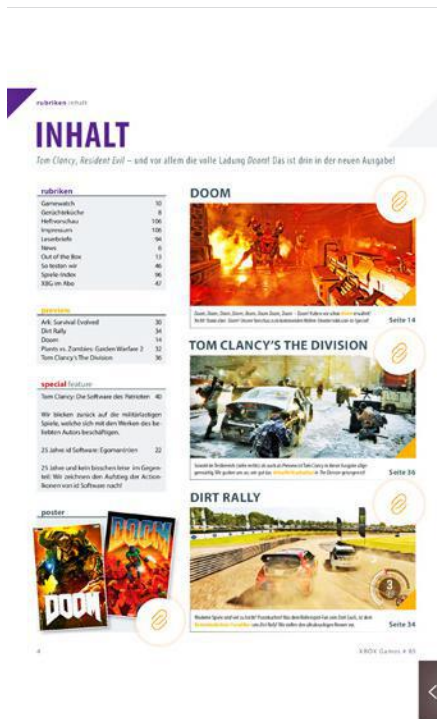 rubriken inhalt
INHALT
Tom Clancy, Resident Evil – und vor allem die volle Ladung Doom! Das ist drin in der neuen Ausgabe!
rubriken
Gamewatch 10
Gerüchteküche 8
Heftvorschau 106
Impressum 106
Leserbriefe 94
News 6
Out of the Box 13
So testen wir 46
Spiele-Index 96
XBG im Abo 47
preview
Ark: Survival Evolved 30
Dirt Rally 34
Doom 14
Plants vs. Zombies: Garden Warfare 2 32
Tom Clancy's The Division 36
special feature
Tom Clancy: Die Software des Patrioten 40
Wir blicken zurück auf die militärlastigen
Spiele, welche sich mit den Werken des be-
liebten Autors beschäftigen.
25 Jahre id Software: Egomaniacs 22
25 Jahre und kein bisschen leise im Gegen-
teil: Wir zeichnen den Aufstieg der Action-
Ikonen von id Software nach!
poster
DOOM
DOOM
DOOM
Seite 14
TOM CLANCY'S THE DIVISION
Seite 36
DIRT RALLY
3
Seite 34
4
XBOX Games